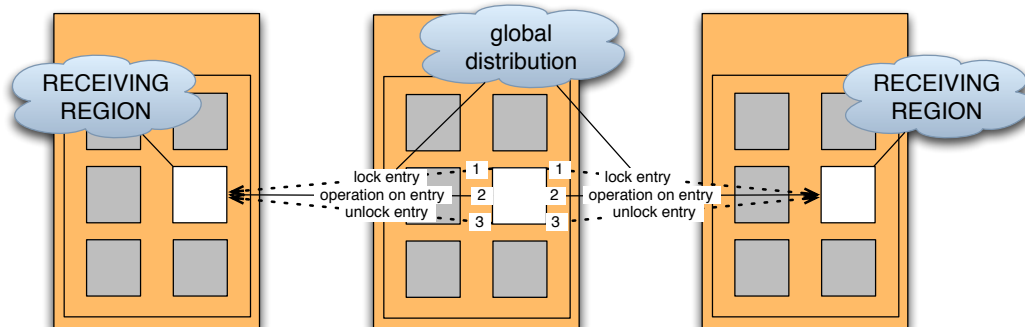 RECEIVING
REGION
global
distribution
RECEIVING
REGION
lock entry 1
operation on entry 2
unlock entry 3
1 lock entry
2 operation on entry
3 unlock entry